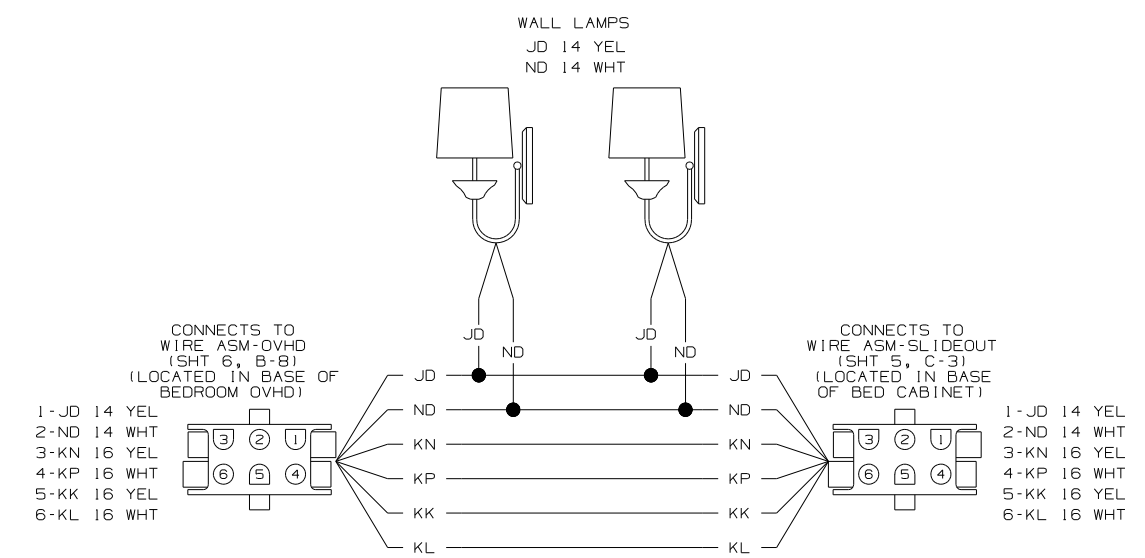 WALL LAMPS
JD 14 YEL
ND 14 WHT
JD
ND
JD
ND
CONNECTS TO
WIRE ASM-OVHD
(SHT 6, B-8)
(LOCATED IN BASE OF
BEDROOM OVHD)
1-JD 14 YEL
2-ND 14 WHT
3-KN 16 YEL
4-KP 16 WHT
5-KK 16 YEL
6-KL 16 WHT
3 2 1
6 5 4
JD JD
ND ND
KN KN
KP KP
KK KK
KL KL
CONNECTS TO
WIRE ASM-SLIDEOUT
(SHT 5, C-3)
(LOCATED IN BASE
OF BED CABINET)
3 2 1
6 5 4
1-JD 14 YEL
2-ND 14 WHT
3-KN 16 YEL
4-KP 16 WHT
5-KK 16 YEL
6-KL 16 WHT